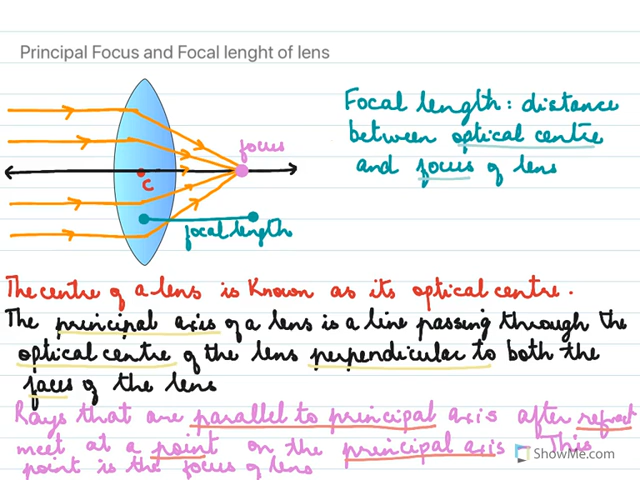 Principal Focus and Focal lenght of lens
Focal length: distance
between optical centre
and focus of lens
focus
C
focal length
The centre of a lens is known as its optical centre.
The principal axis of a lens is a line passing through the
optical centre of the lens perpendicular to both the
faces of the lens
Rays that are parallel to principal axis after refract
meet at a point on the principal axis This
point is the focus of lens
ShowMe.com